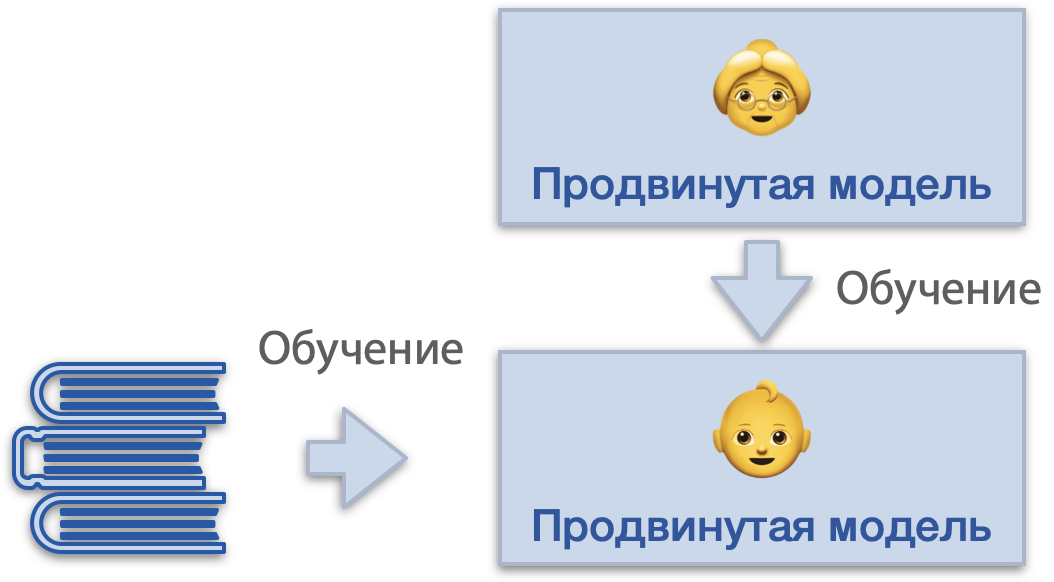 Продвинутая модель
Обучение
Обучение
Продвинутая модель